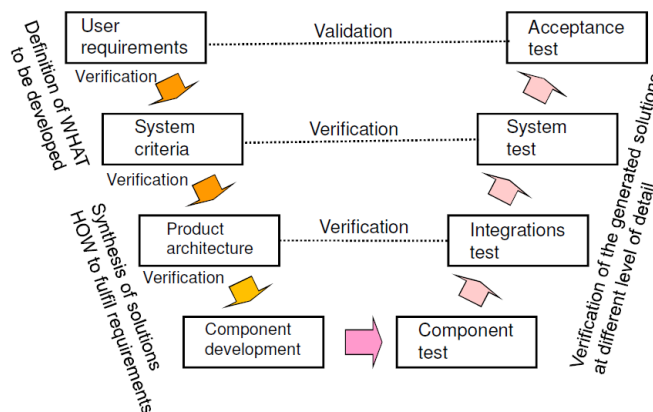 User
requirements
Validation
Acceptance
test
Verification
Definition of WHAT
to be developed
System
criteria
Verification
System
test
Verification
Product
architecture
Verification
Integrations
test
Verification
Synthesis of solutions
HOW to fulfil requirements
Component
development
Component
test
Verification of the generated solutions
at different level of detail